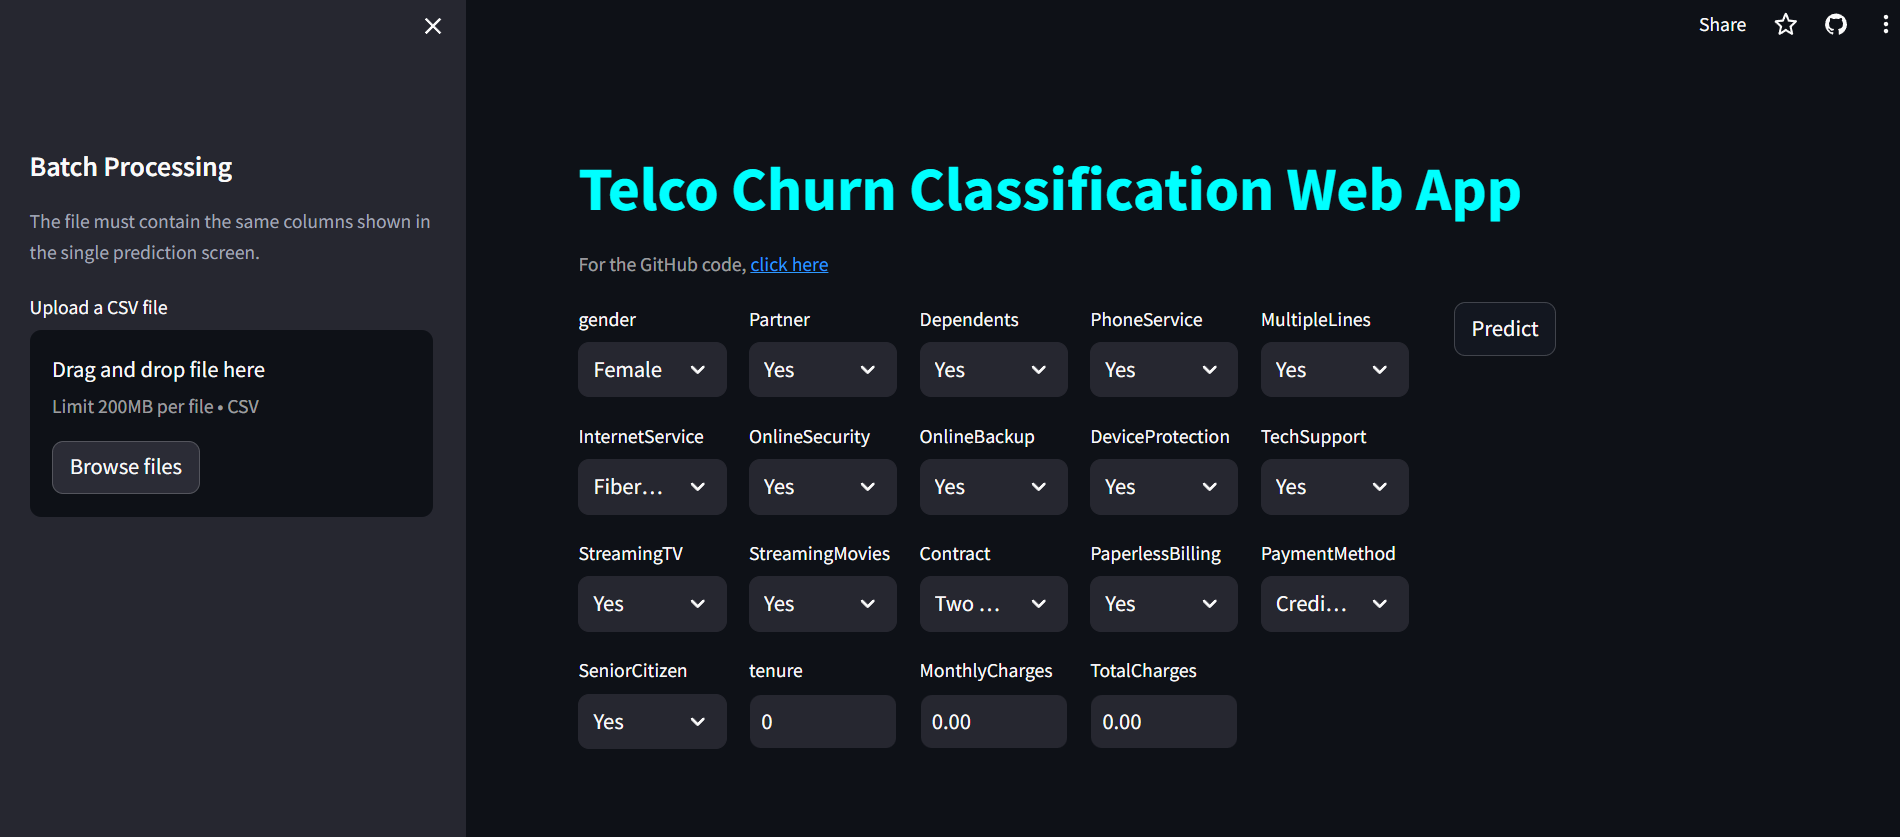 Share
Batch Processing
The file must contain the same columns shown in
the single prediction screen.
Upload a CSV file
Drag and drop file here
Limit 200MB per file • CSV
Browse files
Telco Churn Classification Web App
For the GitHub code, click here
gender Partner Dependents PhoneService MultipleLines
Predict
Female Yes Yes Yes Yes
InternetService OnlineSecurity OnlineBackup DeviceProtection TechSupport
Fiber... Yes Yes Yes Yes
StreamingTV StreamingMovies Contract PaperlessBilling PaymentMethod
Yes Yes Two ... Yes Credi...
SeniorCitizen tenure MonthlyCharges TotalCharges
Yes 0 0.00 0.00